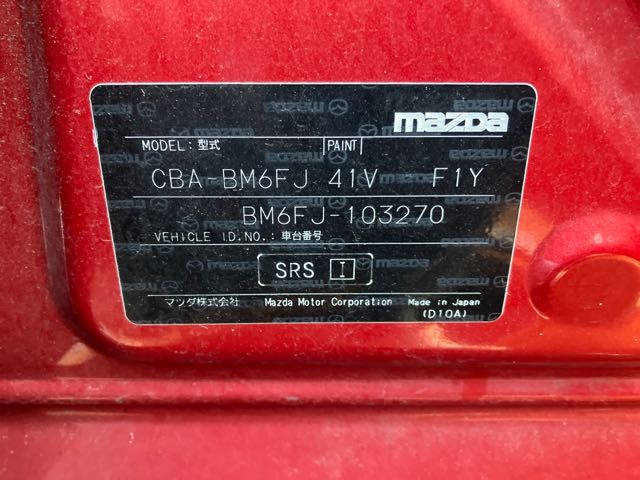 mazda
MODEL:型式 PAINT
CBA-BM6FJ 41V F1Y
BM6FJ-103270
VEHICLE ID.NO.:車台番号
SRS I
マツダ株式会社 Mazda Motor Corporation Made in Japan
(D10A)